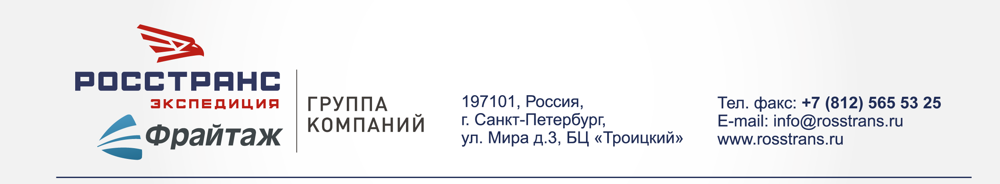 РОССТРАНС
ЭКСПЕДИЦИЯ
Фрайтаж
ГРУППА
КОМПАНИЙ
197101, Россия,
г. Санкт-Петербург,
ул. Мира д.3, БЦ «Троицкий»
Тел. факс: +7 (812) 565 53 25
E-mail: info@rosstrans.ru
www.rosstrans.ru